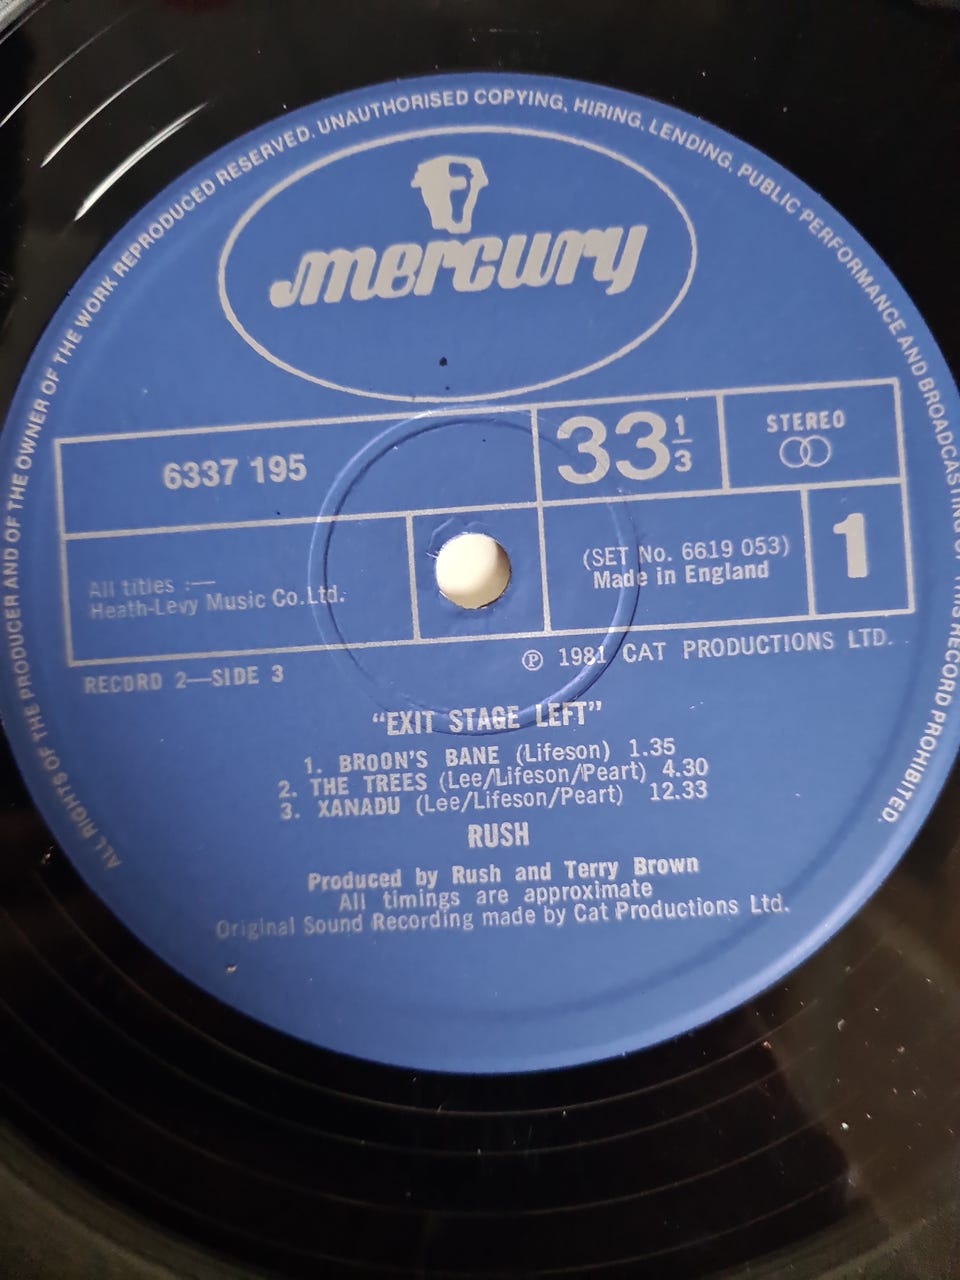 ALL RIGHTS OF THE PRODUCER AND OF THE OWNER OF THE WORK REPRODUCED RESERVED. UNAUTHORISED COPYING, HIRING, LENDING, PUBLIC PERFORMANCE AND BROADCASTING OF THIS RECORD PROHIBITED.
mercury
6337 195
33 1/3
STEREO
All titles :—
Heath-Levy Music Co.Ltd.
(SET No. 6619 053)
Made in England
1
RECORD 2—SIDE 3
℗ 1981 CAT PRODUCTIONS LTD.
“EXIT STAGE LEFT”
1. BROON'S BANE (Lifeson) 1.35
2. THE TREES (Lee/Lifeson/Peart) 4.30
3. XANADU (Lee/Lifeson/Peart) 12.33
RUSH
Produced by Rush and Terry Brown
All timings are approximate
Original Sound Recording made by Cat Productions Ltd.